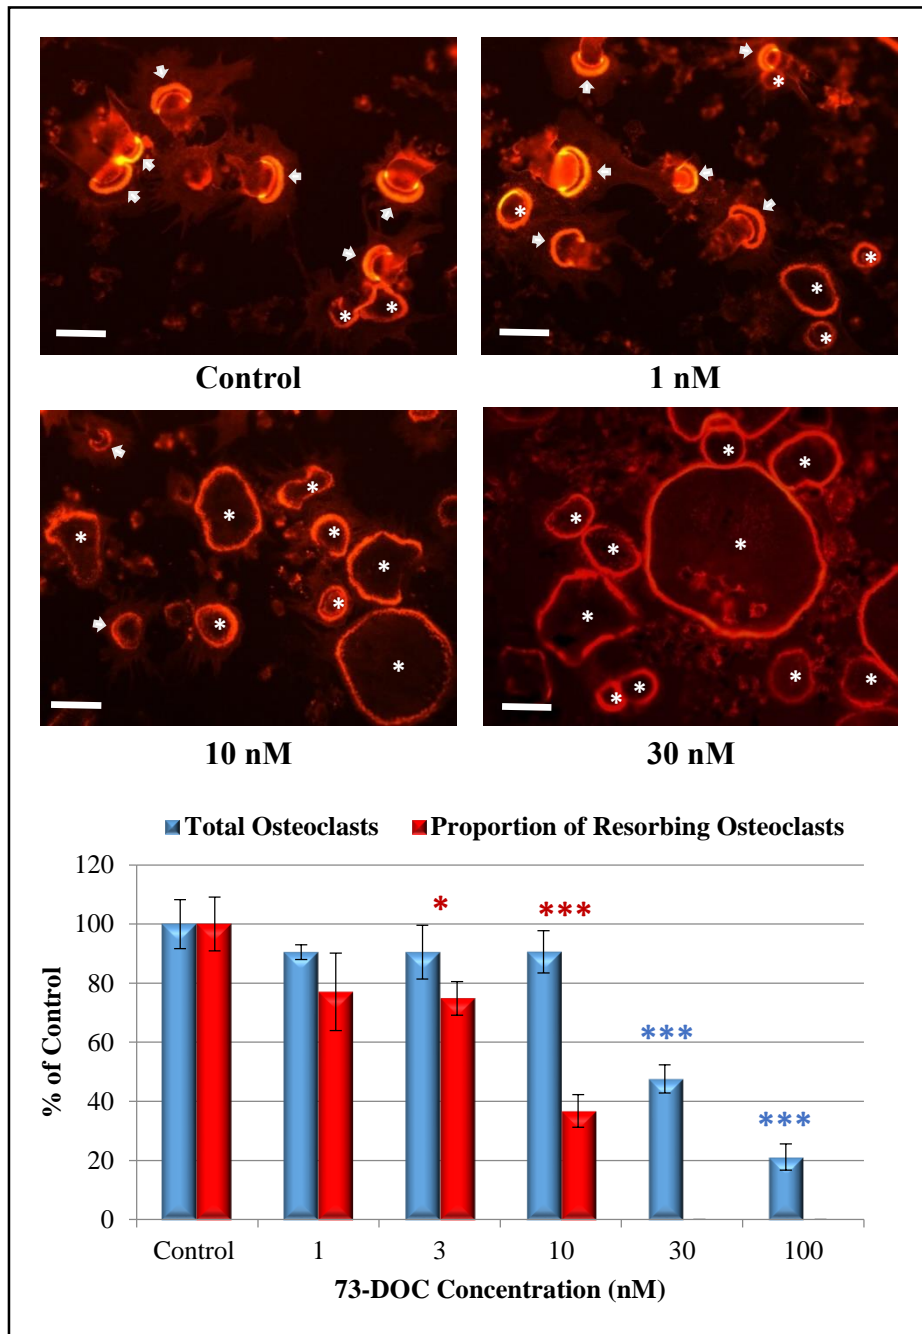 Control
1 nM
10 nM
30 nM
Total Osteoclasts Proportion of Resorbing Osteoclasts
120
100
80
60
40
20
0
% of Control
* ***
***
***
Control 1 3 10 30 100
73-DOC Concentration (nM)